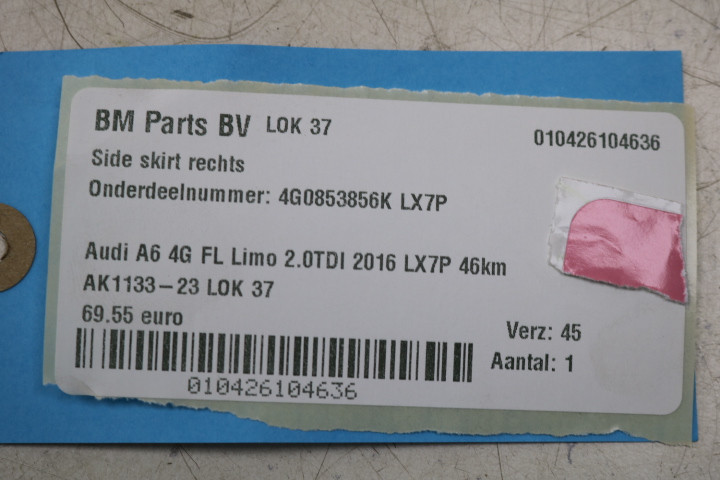 BM Parts BV LOK 37
010426104636
Side skirt rechts
Onderdeelnummer: 4G0853856K LX7P
Audi A6 4G FL Limo 2.0TDI 2016 LX7P 46km
AK1133-23 LOK 37
69.55 euro
Verz: 45
Aantal: 1
010426104636